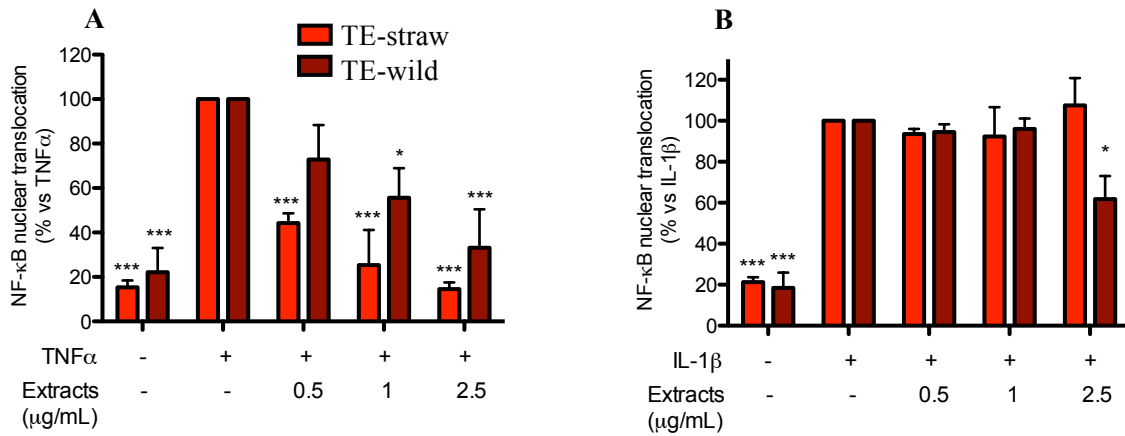 A
TE-straw
TE-wild
NF-κB nuclear translocation
(% vs TNFα)
120
100
80
60
40
20
0
***
***
***
***
*
***
***
TNFα - + + + +
Extracts - - 0.5 1 2.5
(μg/mL)
B
NF-κB nuclear translocation
(% vs IL-1β)
120
100
80
60
40
20
0
***
***
*
IL-1β - + + + +
Extracts - - 0.5 1 2.5
(μg/mL)